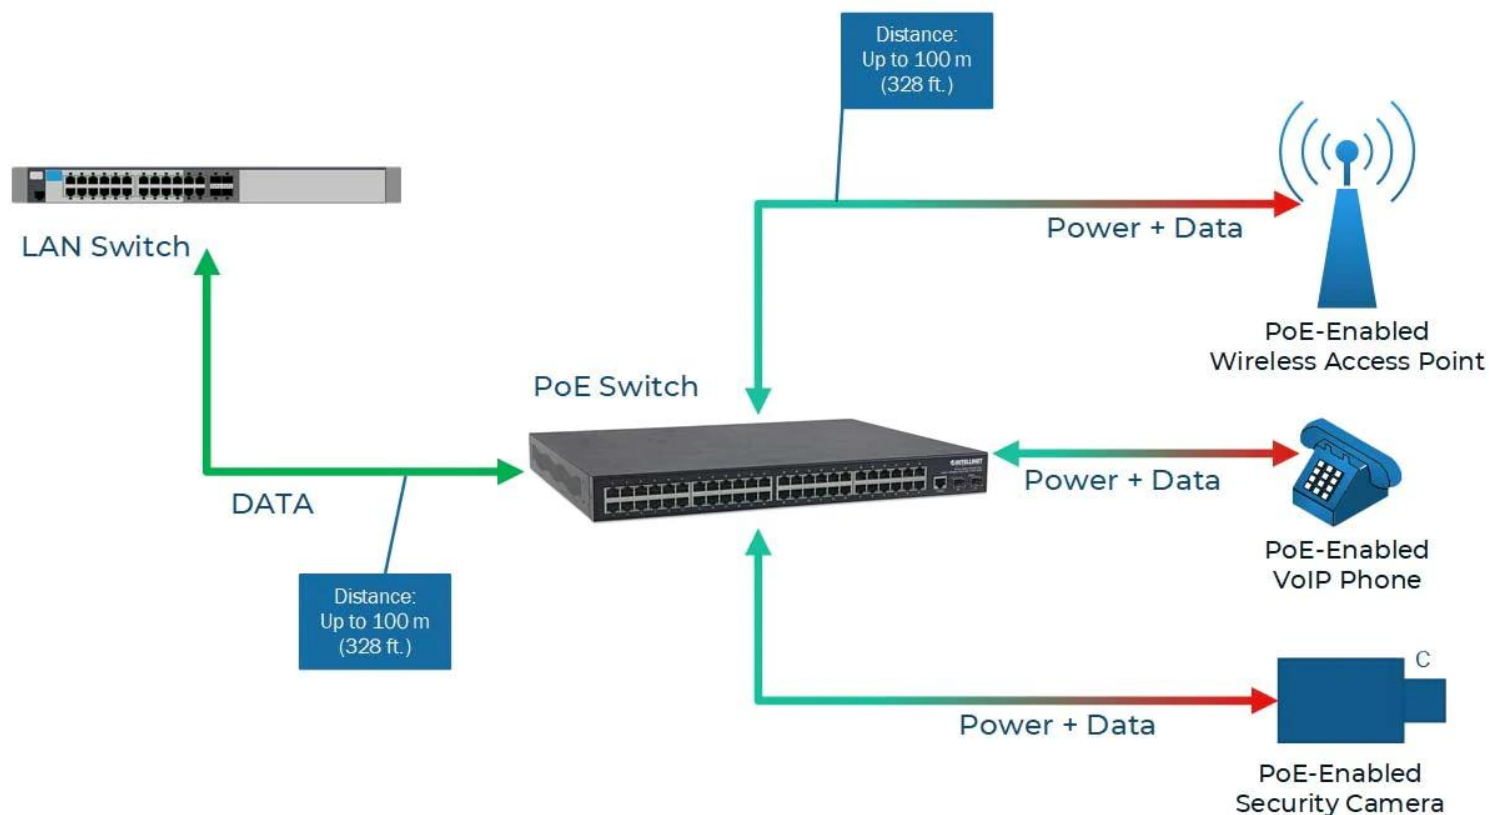 Distance:
Up to 100 m
(328 ft.)
LAN Switch
Power + Data
PoE-Enabled
Wireless Access Point
PoE Switch
INTELLINET
Power + Data
DATA
PoE-Enabled
VoIP Phone
Distance:
Up to 100 m
(328 ft.)
C
Power + Data
PoE-Enabled
Security Camera